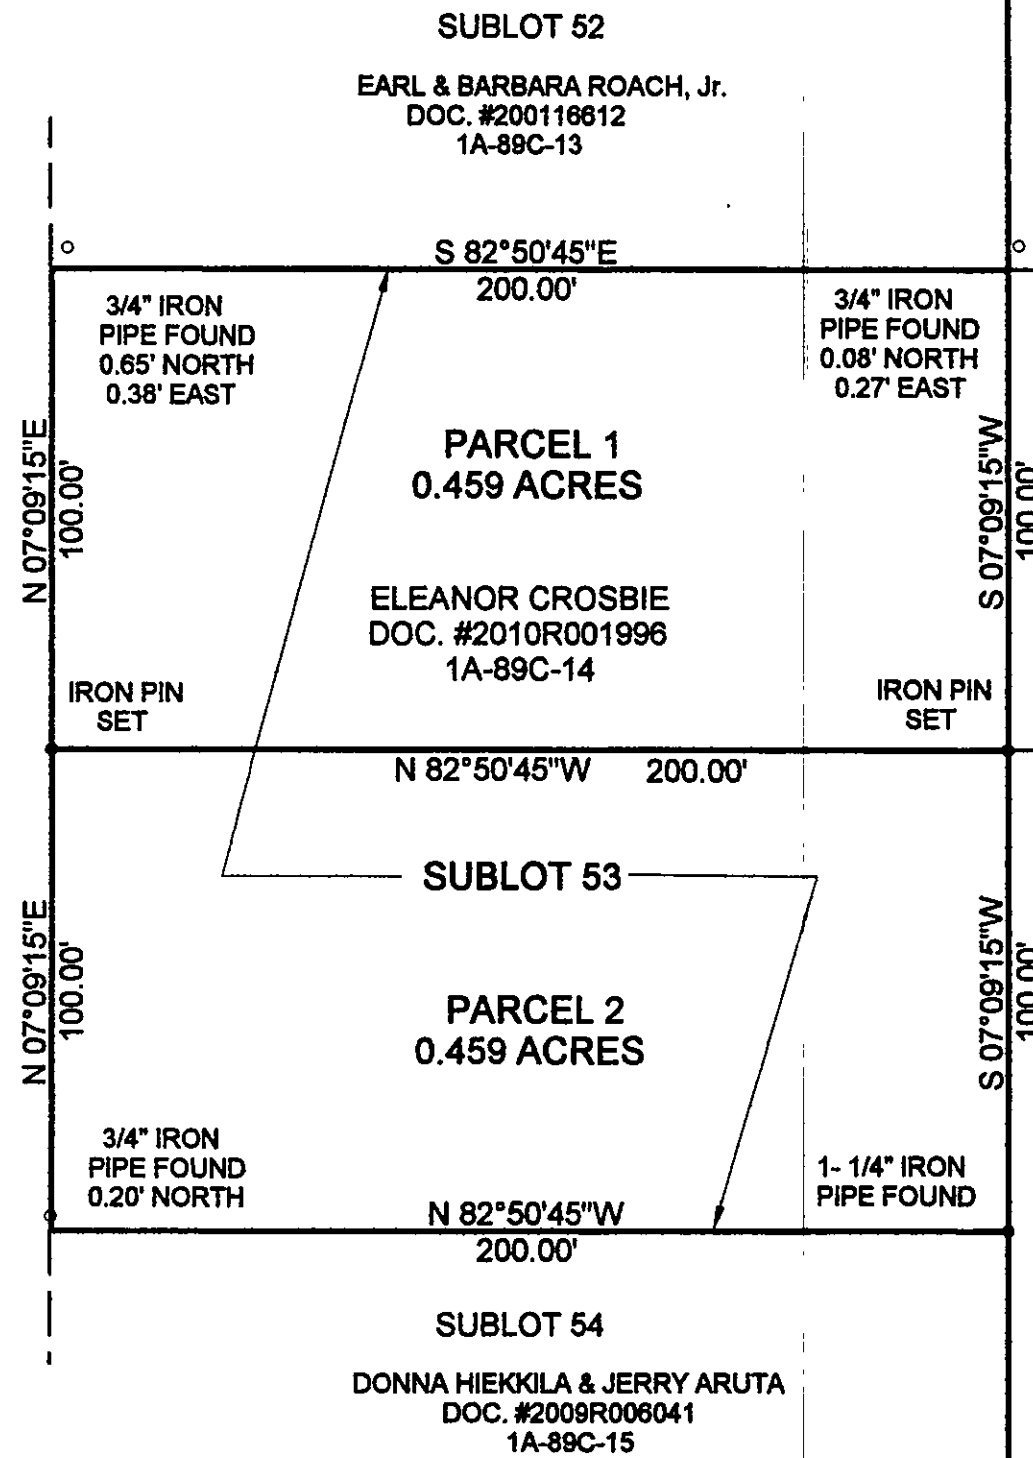 SUBLOT 52
EARL & BARBARA ROACH, Jr.
DOC. #200116612
1A-89C-13
S 82°50'45"E
200.00'
3/4" IRON
PIPE FOUND
0.65' NORTH
0.38' EAST
3/4" IRON
PIPE FOUND
0.08' NORTH
0.27' EAST
N 07°09'15"E
100.00'
PARCEL 1
0.459 ACRES
S 07°09'15"W
100.00'
ELEANOR CROSBIE
DOC. #2010R001996
1A-89C-14
IRON PIN
SET
IRON PIN
SET
N 82°50'45"W 200.00'
SUBLOT 53
N 07°09'15"E
100.00'
PARCEL 2
0.459 ACRES
S 07°09'15"W
100.00'
3/4" IRON
PIPE FOUND
0.20' NORTH
1- 1/4" IRON
PIPE FOUND
N 82°50'45"W
200.00'
SUBLOT 54
DONNA HIEKKILA & JERRY ARUTA
DOC. #2009R006041
1A-89C-15